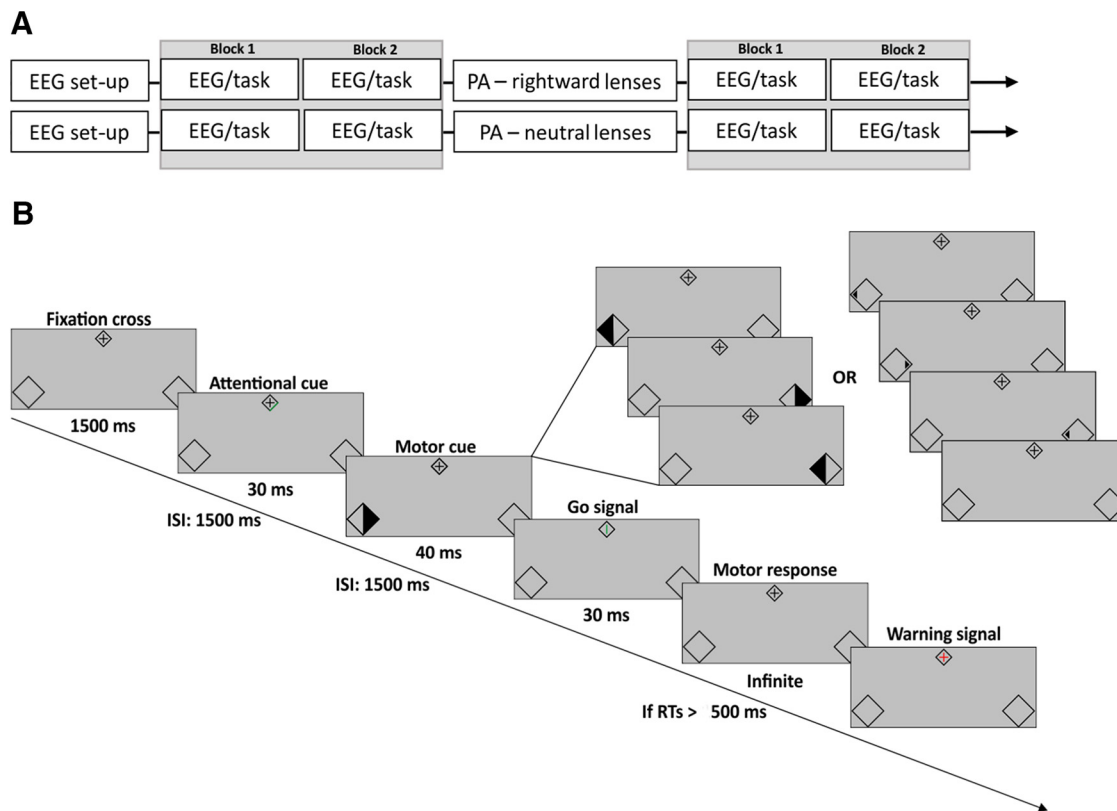 A
Block 1 Block 2 Block 1 Block 2
EEG set-up EEG/task EEG/task PA – rightward lenses EEG/task EEG/task
EEG set-up EEG/task EEG/task PA – neutral lenses EEG/task EEG/task
B
Fixation cross
1500 ms
Attentional cue
30 ms
ISI: 1500 ms
Motor cue
40 ms
ISI: 1500 ms
OR
Go signal
30 ms
Motor response
Infinite
If RTs > 500 ms
Warning signal